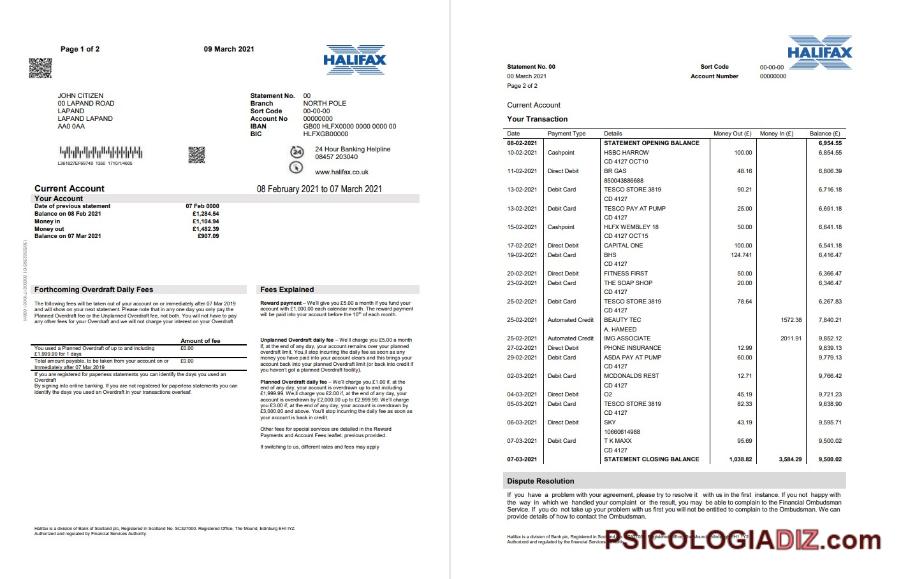 Page 1 of 2
09 March 2021
HALIFAX
JOHN CITIZEN
00 LAPAND ROAD
LAPAND
LAPAND LAPAND
AA0 0AA
Statement No. 00
Branch NORTH POLE
Sort Code 00-00-00
Account No 00000000
IBAN GB00 HLFX0000 0000 0000 00
BIC HLFXGB00000
24 Hour Banking Helpline
08457 203040
www.halifax.co.uk
Current Account
08 February 2021 to 07 March 2021
Your Account
Date of previous statement 07 Feb 0000
Balance on 08 Feb 2021 £1,284.84
Money in £1,104.94
Money out £1,482.39
Balance on 07 Mar 2021 £907.09
Forthcoming Overdraft Daily Fees
The following fees will be taken out of your account on or immediately after 07 Mar 2019
and will show on your next statement. Please note that in any one day you only pay the
Planned Overdraft fee or the Unplanned Overdraft fee, not both. You will not have to pay
any other fees for your Overdraft and we will not charge your interest on your Overdraft
Amount of fee
You used a Planned Overdraft of up to and including £0.00
£1,999.99 for 1 days
Total amount payable, to be taken from your account on or £0.00
Immediately after 07 Mar 2019
If you are registered for paperless statements you can identify the days you used an
Overdraft
By signing into online banking. If you are not registered for paperless statements you can
identify the days you used an Overdraft in your transactions overleaf.
Fees Explained
Reward payment – We'll give you £5.00 a month if you fund your
account with £1,000.00 each calendar month. The reward payment
will be paid into your account before the 10th of each month.
Unplanned Overdraft daily fee – We'll charge you £5.00 a
month if, at the end of any day, your account remains over your planned
overdraft limit. You'll stop incurring the daily fee as soon as any
money you have paid into your account clears and this brings your
account back into your planned Overdraft limit (or back into credit if
you haven't got a planned Overdraft facility).
Planned Overdraft daily fee – We'll charge you £1.00 if, at
the end of any day, your account is overdrawn up to and including
£1,999.99. We'll charge you £2.00 if, at the end of any day, your
account is overdrawn by £2,000.00 up to £2,999.99. We'll charge
you £3.00 if, at the end of any day, your account is overdrawn by
£3,000.00 and above. You'll stop incurring the daily fee as soon as
your account is back in credit.
Other fees for special services are detailed in the Reward
Payments and Account Fees leaflet, previous provided.
If switching to us, different rates and fees may apply
Halifax is a division of Bank of Scotland plc, Registered in Scotland No. SC327000. Registered Office, The Mound, Edinburgh EH1 1YZ.
Authorized and regulated by Financial Services Authority.
HALIFAX
Statement No. 00
00 March 2021
Page 2 of 2
Sort Code 00-00-00
Account Number 00000000
Current Account
Your Transaction
Date Payment Type Details Money Out (£) Money In (£) Balance (£)
08-02-2021 STATEMENT OPENING BALANCE 6,954.55
10-02-2021 Cashpoint HSBC HARROW 100.00 6,854.55
CD 4127 OCT10
11-02-2021 Direct Debit BR GAS 48.16 6,806.39
850043886688
13-02-2021 Debit Card TESCO STORE 3819 90.21 6,716.18
CD 4127
13-02-2021 Debit Card TESCO PAY AT PUMP 25.00 6,691.18
CD 4127
15-02-2021 Cashpoint HLFX WEMBLEY 18 50.00 6,641.18
CD 4127 OCT15
17-02-2021 Direct Debit CAPITAL ONE 100.00 6,541.18
19-02-2021 Debit Card BHS 124.741 6,416.47
CD 4127
20-02-2021 Direct Debit FITNESS FIRST 50.00 6,366.47
23-02-2021 Debit Card THE SOAP SHOP 20.00 6,346.47
CD 4127
25-02-2021 Debit Card TESCO STORE 3819 78.64 6,267.83
CD 4127
25-02-2021 Automated Credit BEAUTY TEC 1572.38 7,840.21
A. HAMEED
25-02-2021 Automated Credit IMG ASSOCIATE 2011.91 9,852.12
27-02-2021 Direct Debit PHONE INSURANCE 12.99 9,839.13
29-02-2021 Debit Card ASDA PAY AT PUMP 60.00 9,779.13
CD 4127
02-03-2021 Debit Card MCDONALDS REST 12.71 9,766.42
CD 4127
04-03-2021 Direct Debit O2 45.19 9,721.23
05-03-2021 Debit Card TESCO STORE 3819 82.33 9,638.90
CD 4127
06-03-2021 Direct Debit SKY 43.19 9,595.71
10660614968
07-03-2021 Debit Card T K MAXX 95.69 9,500.02
CD 4127
07-03-2021 STATEMENT CLOSING BALANCE 1,038.82 3,584.29 9,500.02
Dispute Resolution
If you have a problem with your agreement, please try to resolve it with us in the first instance. If you not happy with
the way in which we handled your complaint or the result, you may be able to complain to the Financial Ombudsman
Service. If you do not take up your problem with us first you will not be entitled to complain to the Ombudsman. We can
provide details of how to contact the Ombudsman.
Halifax is a division of Bank plc, Registered in
Authorized and regulated by the financial Services
PSICOLOGIADIZ.com